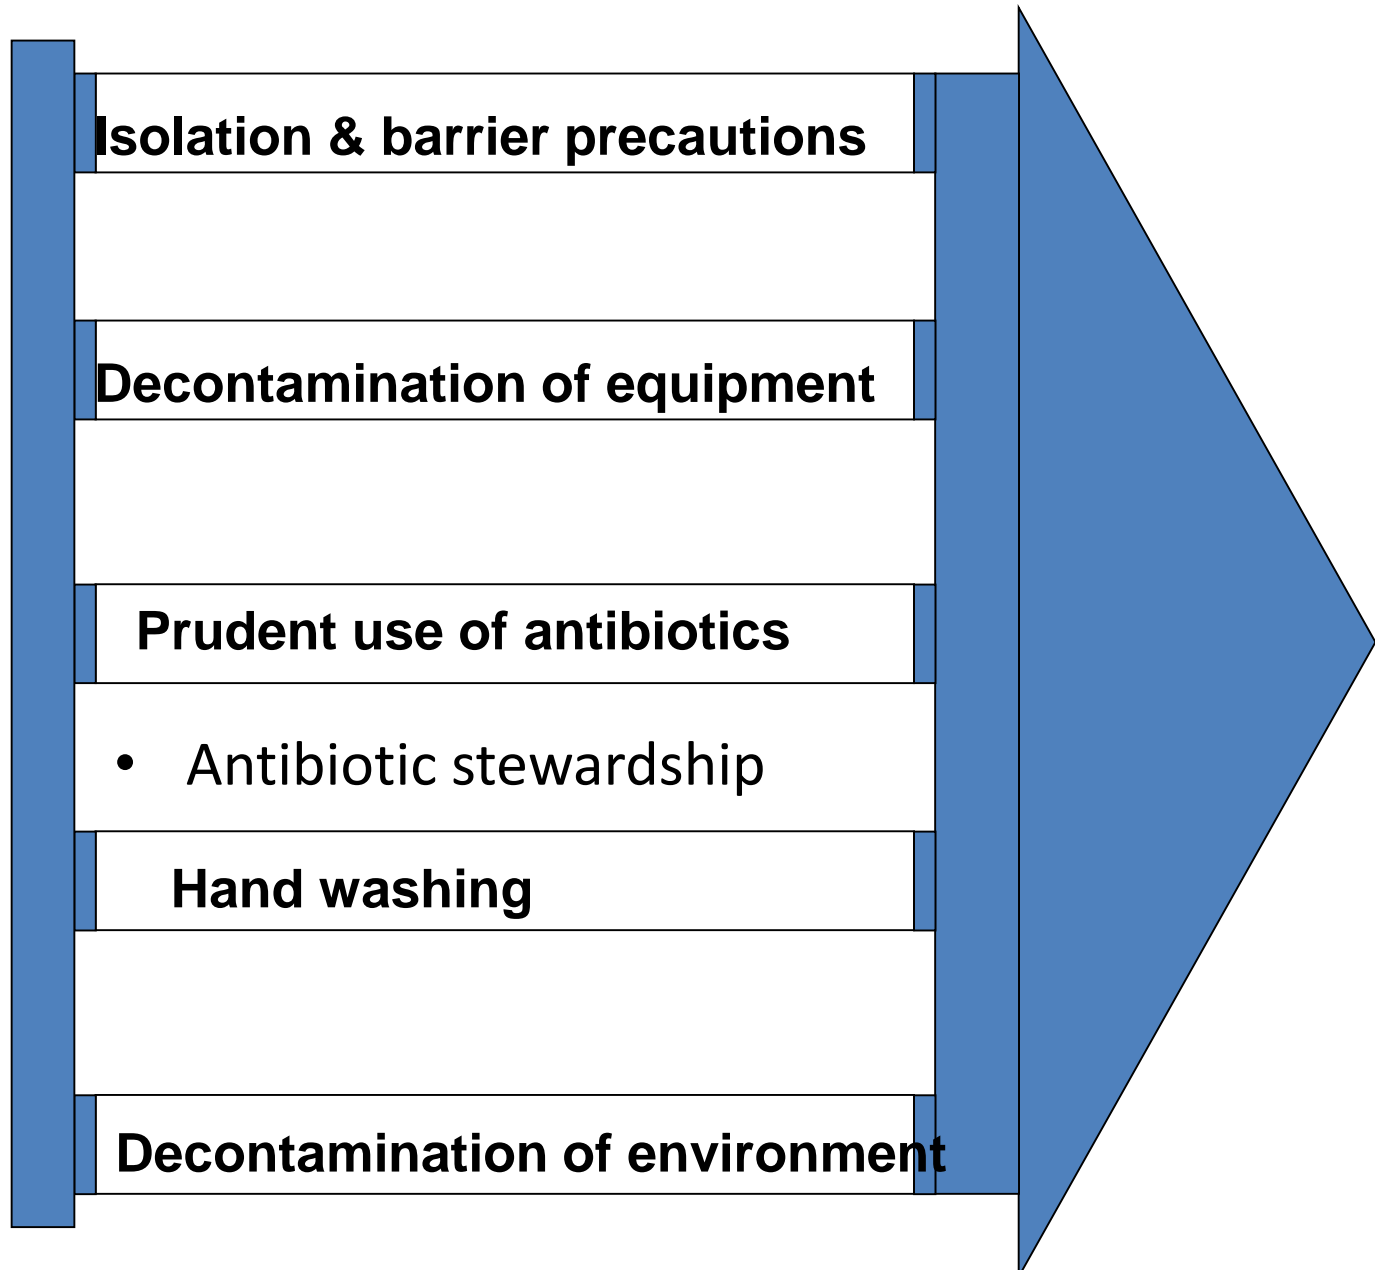 Isolation & barrier precautions
Decontamination of equipment
Prudent use of antibiotics
• Antibiotic stewardship
Hand washing
Decontamination of environment